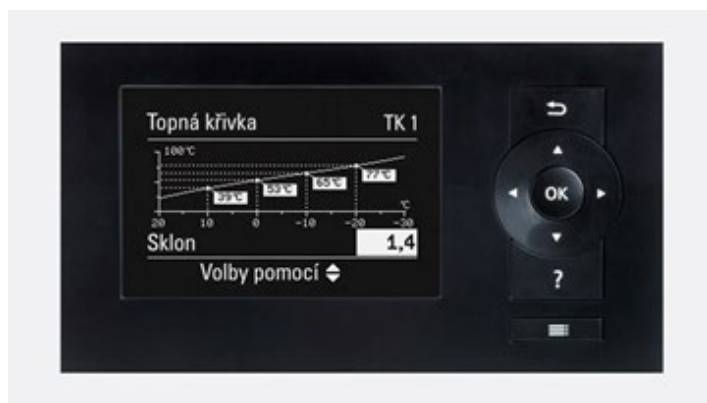 Topná křivka TK 1
100°C
39°C 53°C 65°C 77°C
°C
20 10 0 -10 -20 -30
Sklon 1,4
Volby pomocí
OK
?